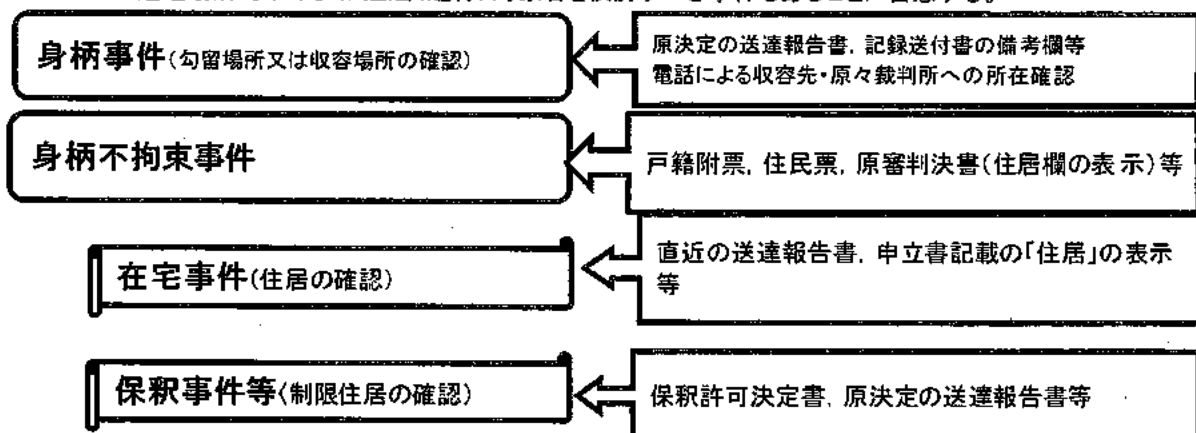 身柄事件(勾留場所又は収容場所の確認)
原決定の送達報告書,記録送付書の備考欄等
電話による収容先・原々裁判所への所在確認
身柄不拘束事件
戸籍附票,住民票,原審判決書(住居欄の表示)等
在宅事件(住居の確認)
直近の送達報告書,申立書記載の「住居」の表示
等
保釈事件等(制限住居の確認)
保釈許可決定書,原決定の送達報告書等